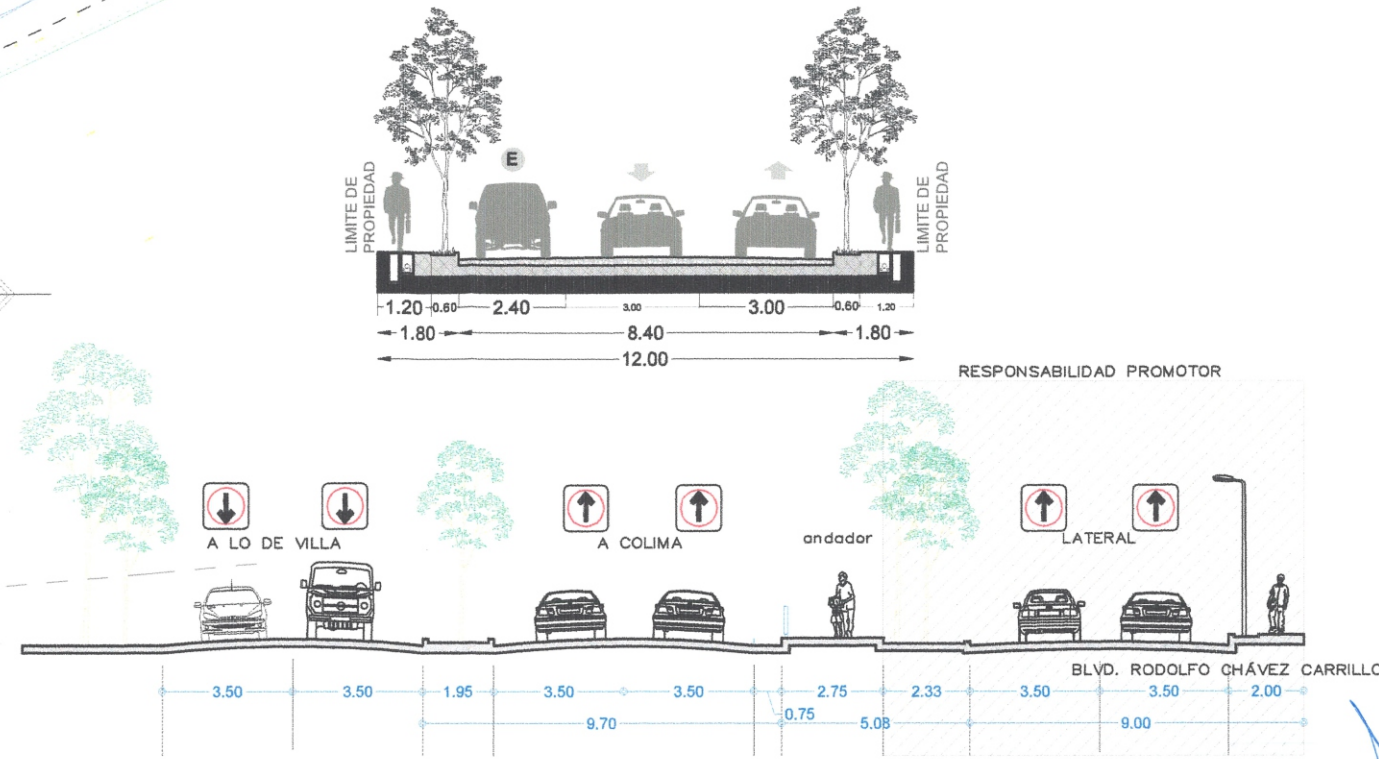 E
LIMITE DE
PROPIEDAD
LIMITE DE
PROPIEDAD
1.20 0.60 2.40 3.00 3.00 0.60 1.20
1.80 8.40 1.80
12.00
RESPONSABILIDAD PROMOTOR
A LO DE VILLA
A COLIMA
andador
LATERAL
BLVD. RODOLFO CHÁVEZ CARRILLO
3.50 3.50 1.95 3.50 3.50 2.75 2.33 3.50 3.50 2.00
0.75
9.70 5.08 9.00